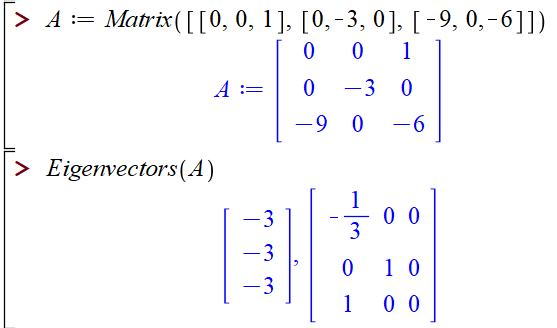 > A := Matrix([[0, 0, 1], [0,-3, 0], [-9, 0,-6]])
A := [ 0 0 1
0 -3 0
-9 0 -6 ]
> Eigenvectors(A)
[ -3
-3
-3 ], [ -1/3 0 0
0 1 0
1 0 0 ]